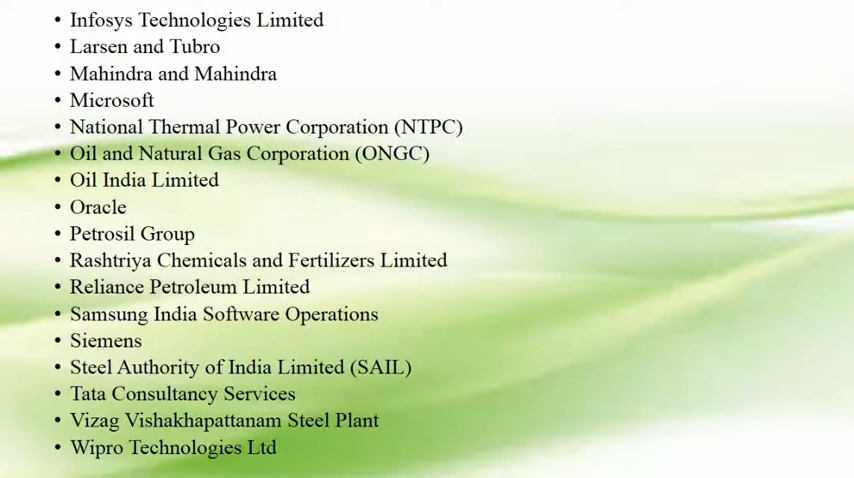 • Infosys Technologies Limited
• Larsen and Tubro
• Mahindra and Mahindra
• Microsoft
• National Thermal Power Corporation (NTPC)
• Oil and Natural Gas Corporation (ONGC)
• Oil India Limited
• Oracle
• Petrosil Group
• Rashtriya Chemicals and Fertilizers Limited
• Reliance Petroleum Limited
• Samsung India Software Operations
• Siemens
• Steel Authority of India Limited (SAIL)
• Tata Consultancy Services
• Vizag Vishakhapattanam Steel Plant
• Wipro Technologies Ltd